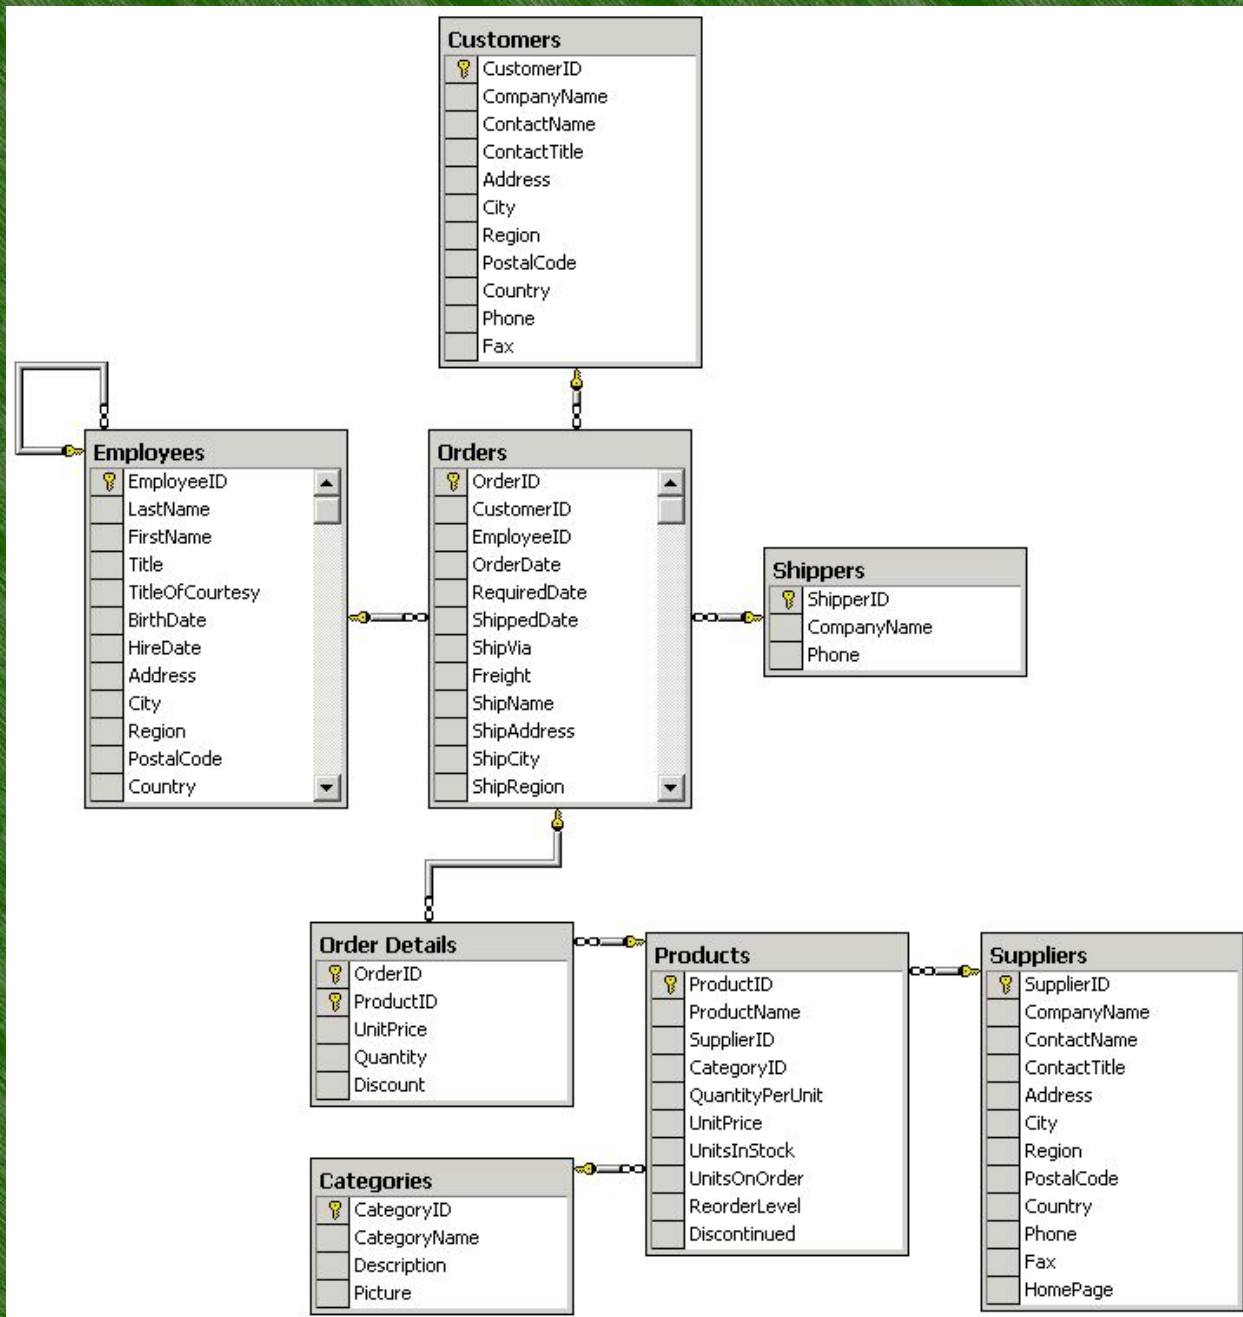 Customers
CustomerID
CompanyName
ContactName
ContactTitle
Address
City
Region
PostalCode
Country
Phone
Fax
Employees
EmployeeID
LastName
FirstName
Title
TitleOfCourtesy
BirthDate
HireDate
Address
City
Region
PostalCode
Country
Orders
OrderID
CustomerID
EmployeeID
OrderDate
RequiredDate
ShippedDate
ShipVia
Freight
ShipName
ShipAddress
ShipCity
ShipRegion
Shippers
ShipperID
CompanyName
Phone
Order Details
OrderID
ProductID
UnitPrice
Quantity
Discount
Products
ProductID
ProductName
SupplierID
CategoryID
QuantityPerUnit
UnitPrice
UnitsInStock
UnitsOnOrder
ReorderLevel
Discontinued
Suppliers
SupplierID
CompanyName
ContactName
ContactTitle
Address
City
Region
PostalCode
Country
Phone
Fax
HomePage
Categories
CategoryID
CategoryName
Description
Picture